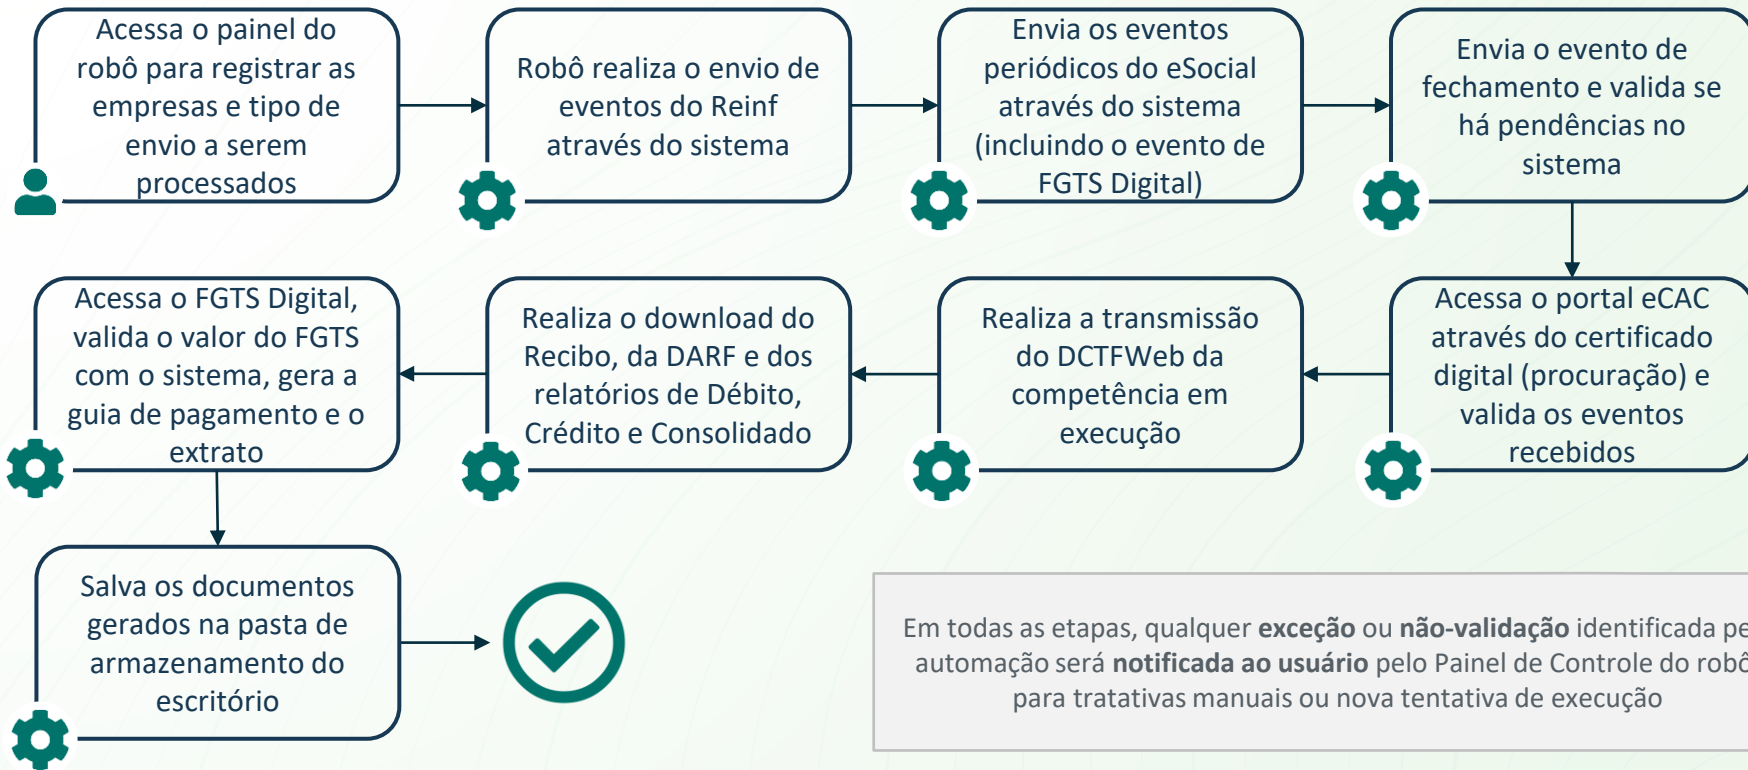 Acessa o painel do
robô para registrar as
empresas e tipo de
envio a serem
processados
Robô realiza o envio de
eventos do Reinf
através do sistema
Envia os eventos
periódicos do eSocial
através do sistema
(incluindo o evento de
FGTS Digital)
Envia o evento de
fechamento e valida se
há pendências no
sistema
Acessa o FGTS Digital,
valida o valor do FGTS
com o sistema, gera a
guia de pagamento e o
extrato
Realiza o download do
Recibo, da DARF e dos
relatórios de Débito,
Crédito e Consolidado
Realiza a transmissão
do DCTFWeb da
competência em
execução
Acessa o portal eCAC
através do certificado
digital (procuração) e
valida os eventos
recebidos
Salva os documentos
gerados na pasta de
armazenamento do
escritório
Em todas as etapas, qualquer exceção ou não-validação identificada
automação será notificada ao usuário pelo Painel de Controle do robô
para tratativas manuais ou nova tentativa de execução